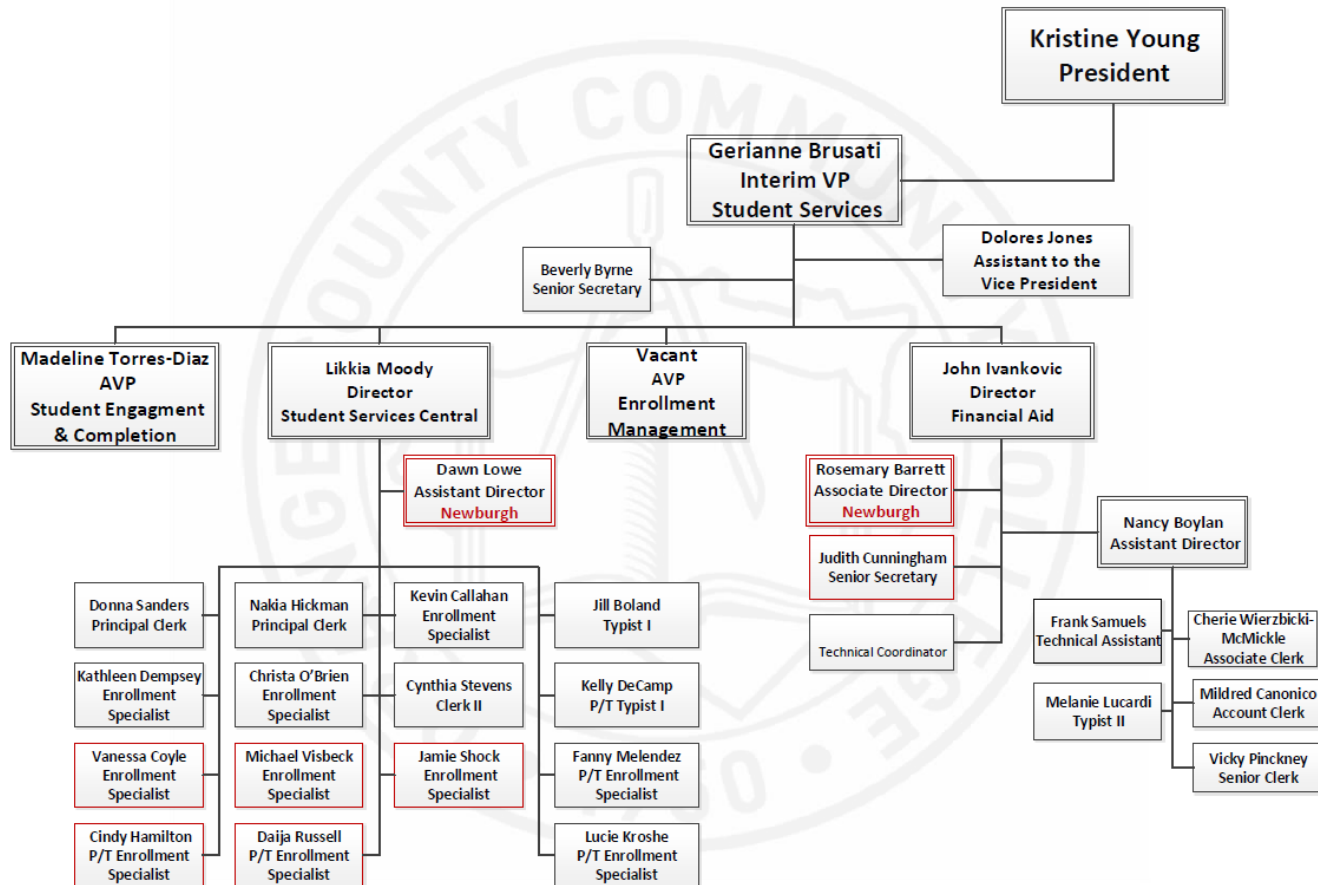 Kristine Young
President
Gerianne Brusati
Interim VP
Student Services
Dolores Jones
Assistant to the
Vice President
Beverly Byrne
Senior Secretary
Madeline Torres-Diaz
AVP
Student Engagment
& Completion
Likkia Moody
Director
Student Services Central
Vacant
AVP
Enrollment
Management
John Ivankovic
Director
Financial Aid
Dawn Lowe
Assistant Director
Newburgh
Rosemary Barrett
Associate Director
Newburgh
Nancy Boylan
Assistant Director
Judith Cunningham
Senior Secretary
Technical Coordinator
Donna Sanders
Principal Clerk
Nakia Hickman
Principal Clerk
Kevin Callahan
Enrollment
Specialist
Jill Boland
Typist I
Kathleen Dempsey
Enrollment
Specialist
Christa O’Brien
Enrollment
Specialist
Cynthia Stevens
Clerk II
Kelly DeCamp
P/T Typist I
Vanessa Coyle
Enrollment
Specialist
Michael Visbeck
Enrollment
Specialist
Jamie Shock
Enrollment
Specialist
Fanny Melendez
P/T Enrollment
Specialist
Cindy Hamilton
P/T Enrollment
Specialist
Daija Russell
P/T Enrollment
Specialist
Lucie Kroshe
P/T Enrollment
Specialist
Frank Samuels
Technical Assistant
Cherie Wierzbicki-
McMickle
Associate Clerk
Melanie Lucardi
Typist II
Mildred Canonico
Account Clerk
Vicky Pinckney
Senior Clerk
COUNTY COMMUN
OLLEGE